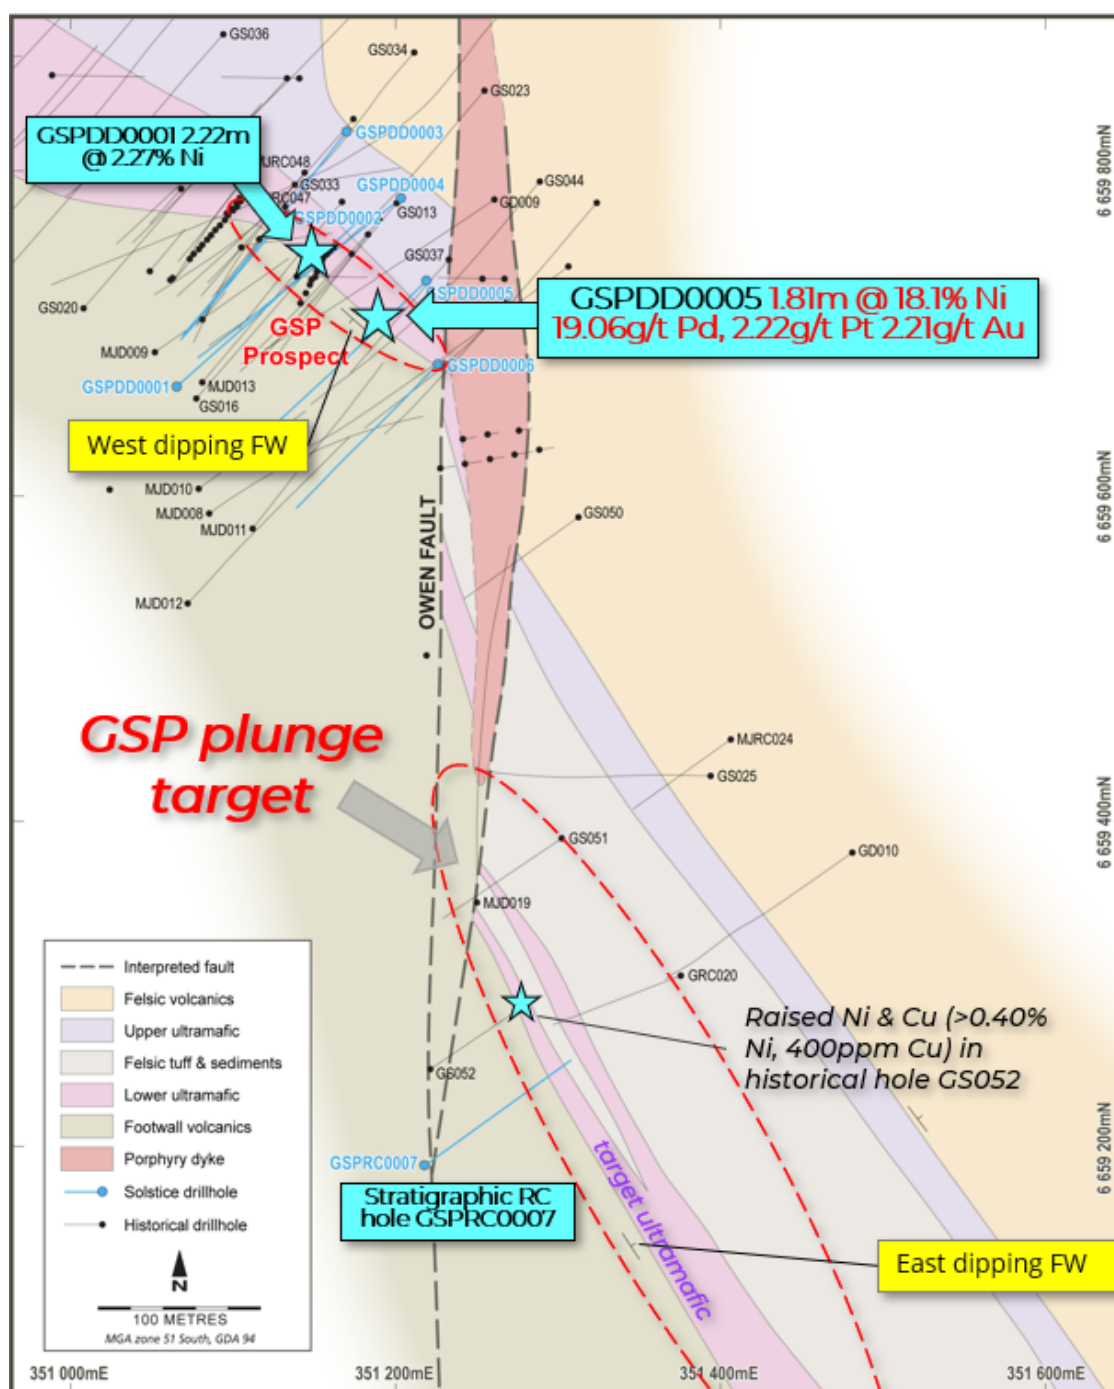 GS036
GS034
GS023
GSPDD0001 2.22m
@ 2.27% Ni
GSPDD0003
MJRC048
GS033
GSPDD0004
GS044
RC047
GD009
GSPDD0002
GS013
GS037
GSPDD0005
GSPDD0005 1.81m @ 18.1% Ni
19.06g/t Pd, 2.22g/t Pt 2.21g/t Au
GS020
GSP
Prospect
MJD009
GSPDD0006
GSPDD0001
MJD013
GS016
West dipping FW
MJD010
MJD008
MJD011
GS050
OWEN FAULT
MJD012
GSP plunge
target
MJRC024
GS025
GS051
GD010
MJD019
GRC020
Raised Ni & Cu (>0.40%
Ni, 400ppm Cu) in
historical hole GS052
GS052
GSPRC0007
Stratigraphic RC
hole GSPRC0007
target ultramafic
East dipping FW
Interpreted fault
Felsic volcanics
Upper ultramafic
Felsic tuff & sediments
Lower ultramafic
Footwall volcanics
Porphyry dyke
Solstice drillhole
Historical drillhole
N
100 METRES
MGA zone 51 South, GDA 94
6 659 800mN
6 659 600mN
6 659 400mN
6 659 200mN
351 000mE
351 200mE
351 400mE
351 600mE